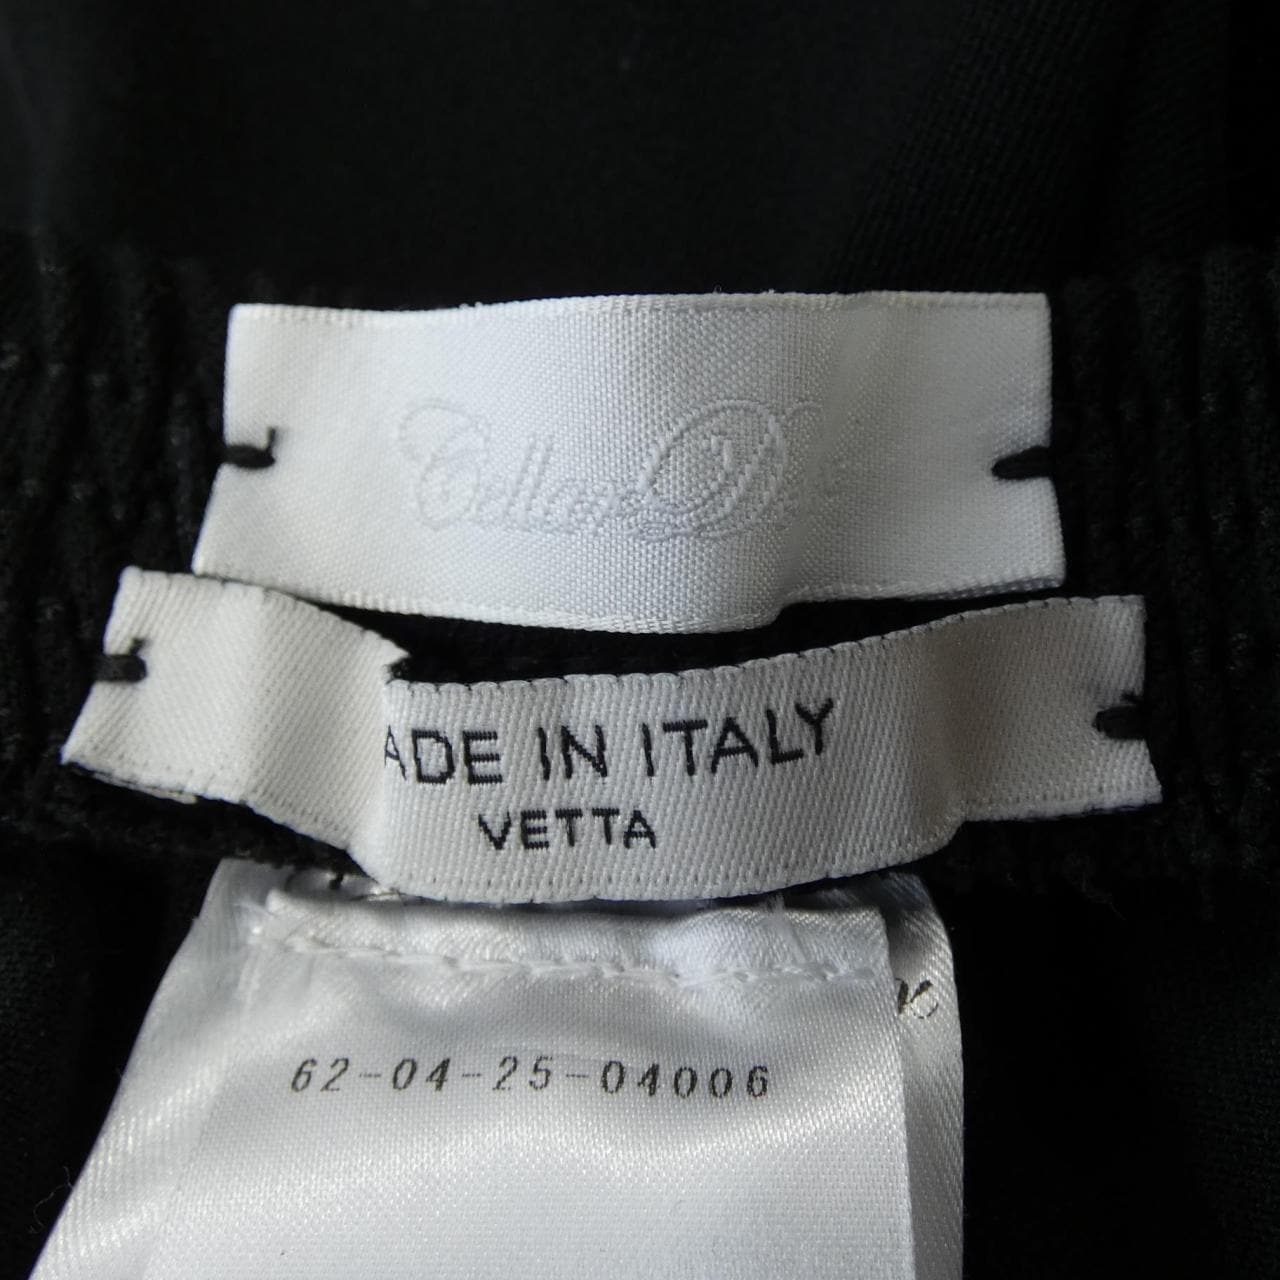 ADE IN ITALY
VETTA
62-04-25-04006